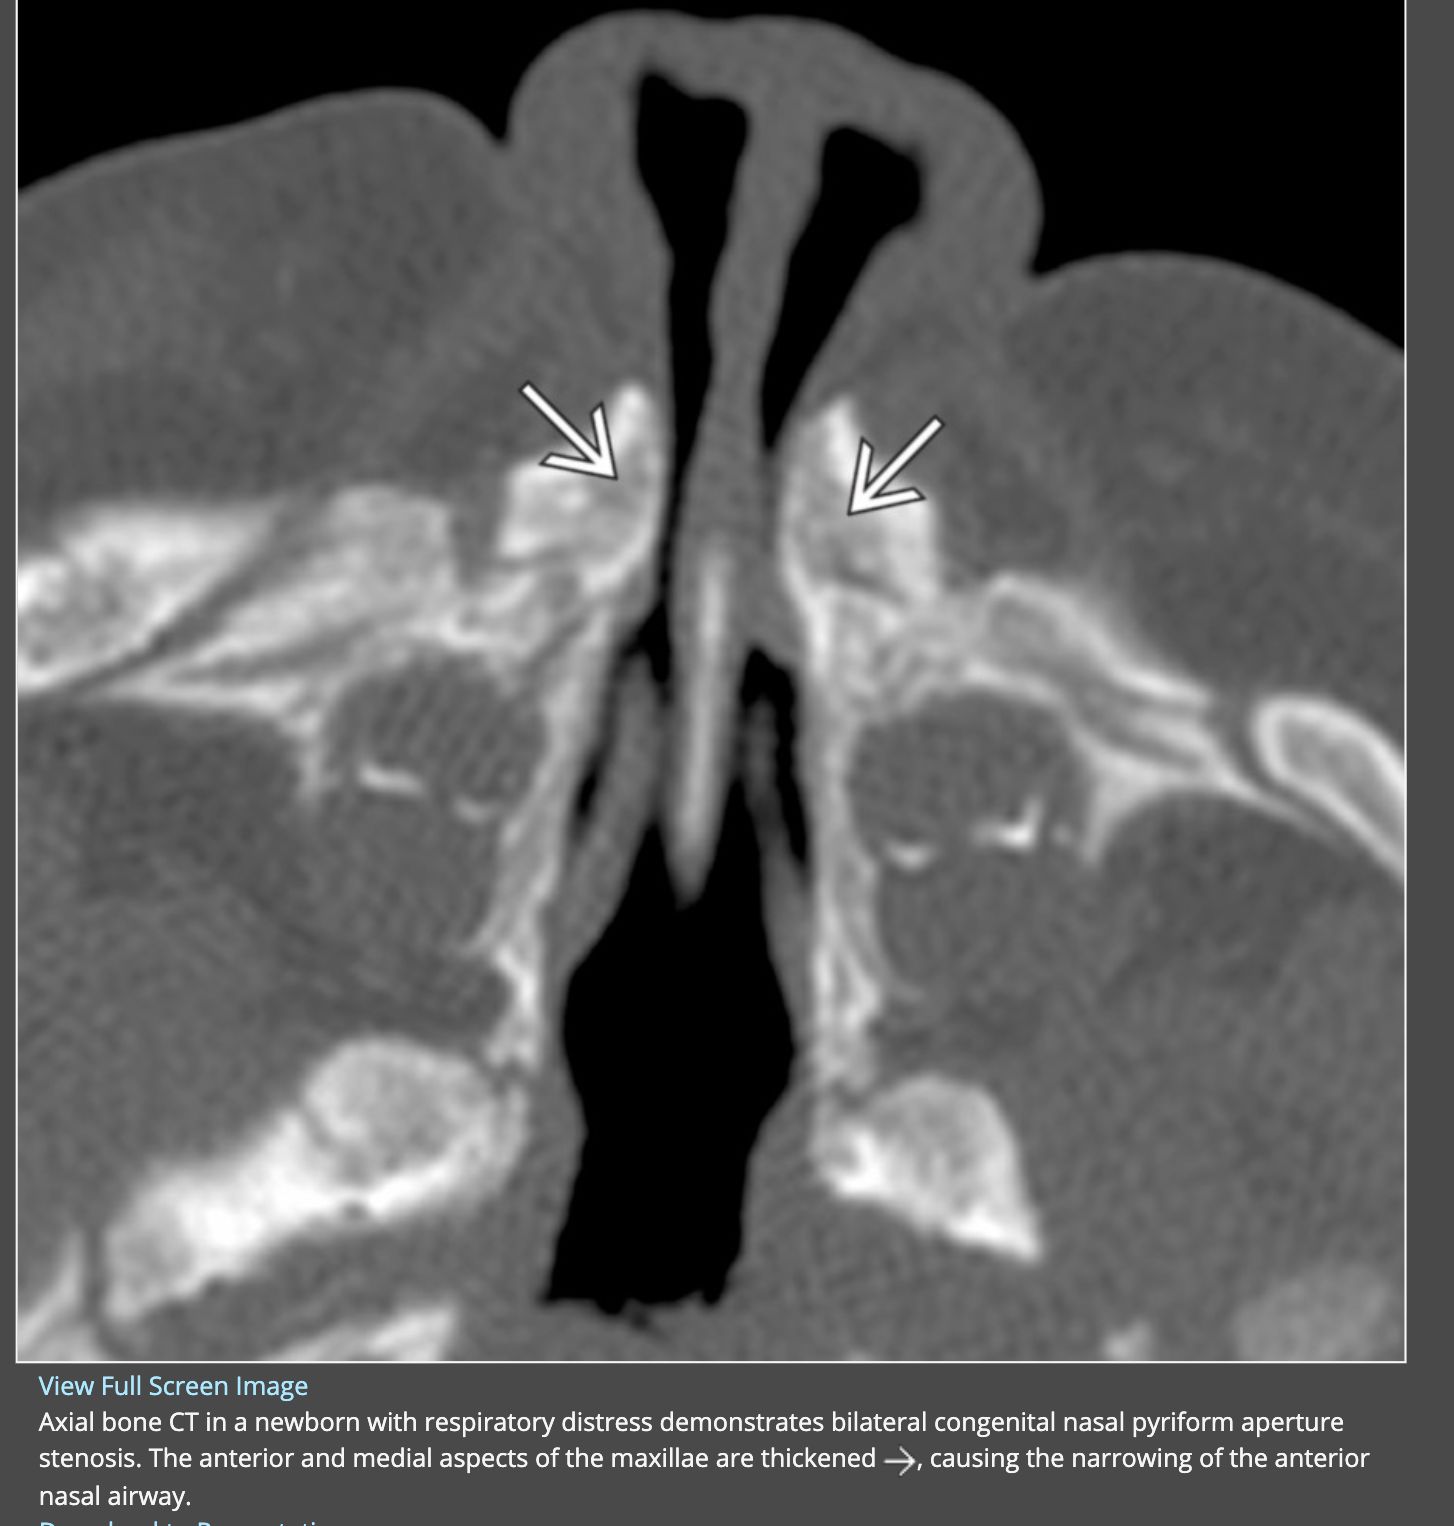 View Full Screen Image
Axial bone CT in a newborn with respiratory distress demonstrates bilateral congenital nasal pyriform aperture
stenosis. The anterior and medial aspects of the maxillae are thickened →, causing the narrowing of the anterior
nasal airway.